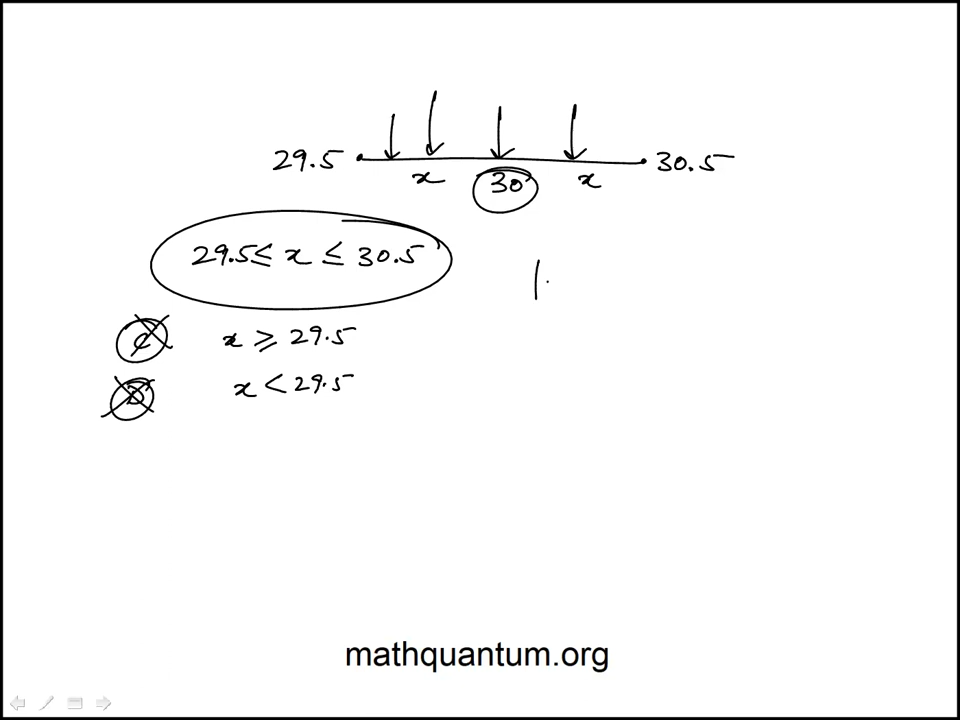 29.5 30.5
x 30 x
29.5 ≤ x ≤ 30.5
C x ≥ 29.5
D x < 29.5
mathquantum.org